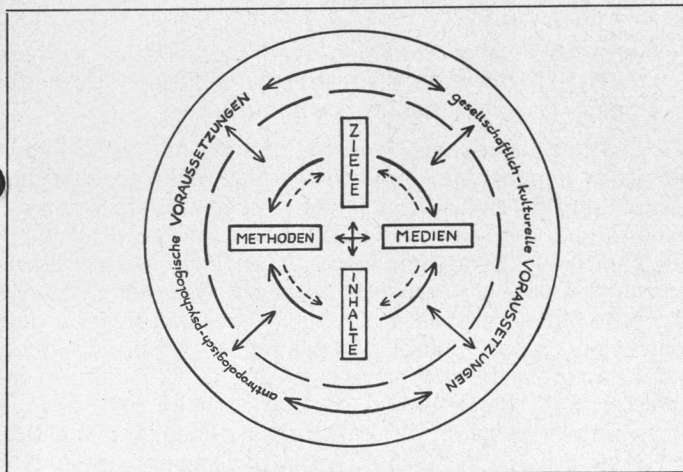 anthropologisch-psychologische VORAUSSETZUNGEN
gesellschaftlich-kulturelle VORAUSSETZUNGEN
ZIELE
METHODEN
MEDIEN
INHALTE